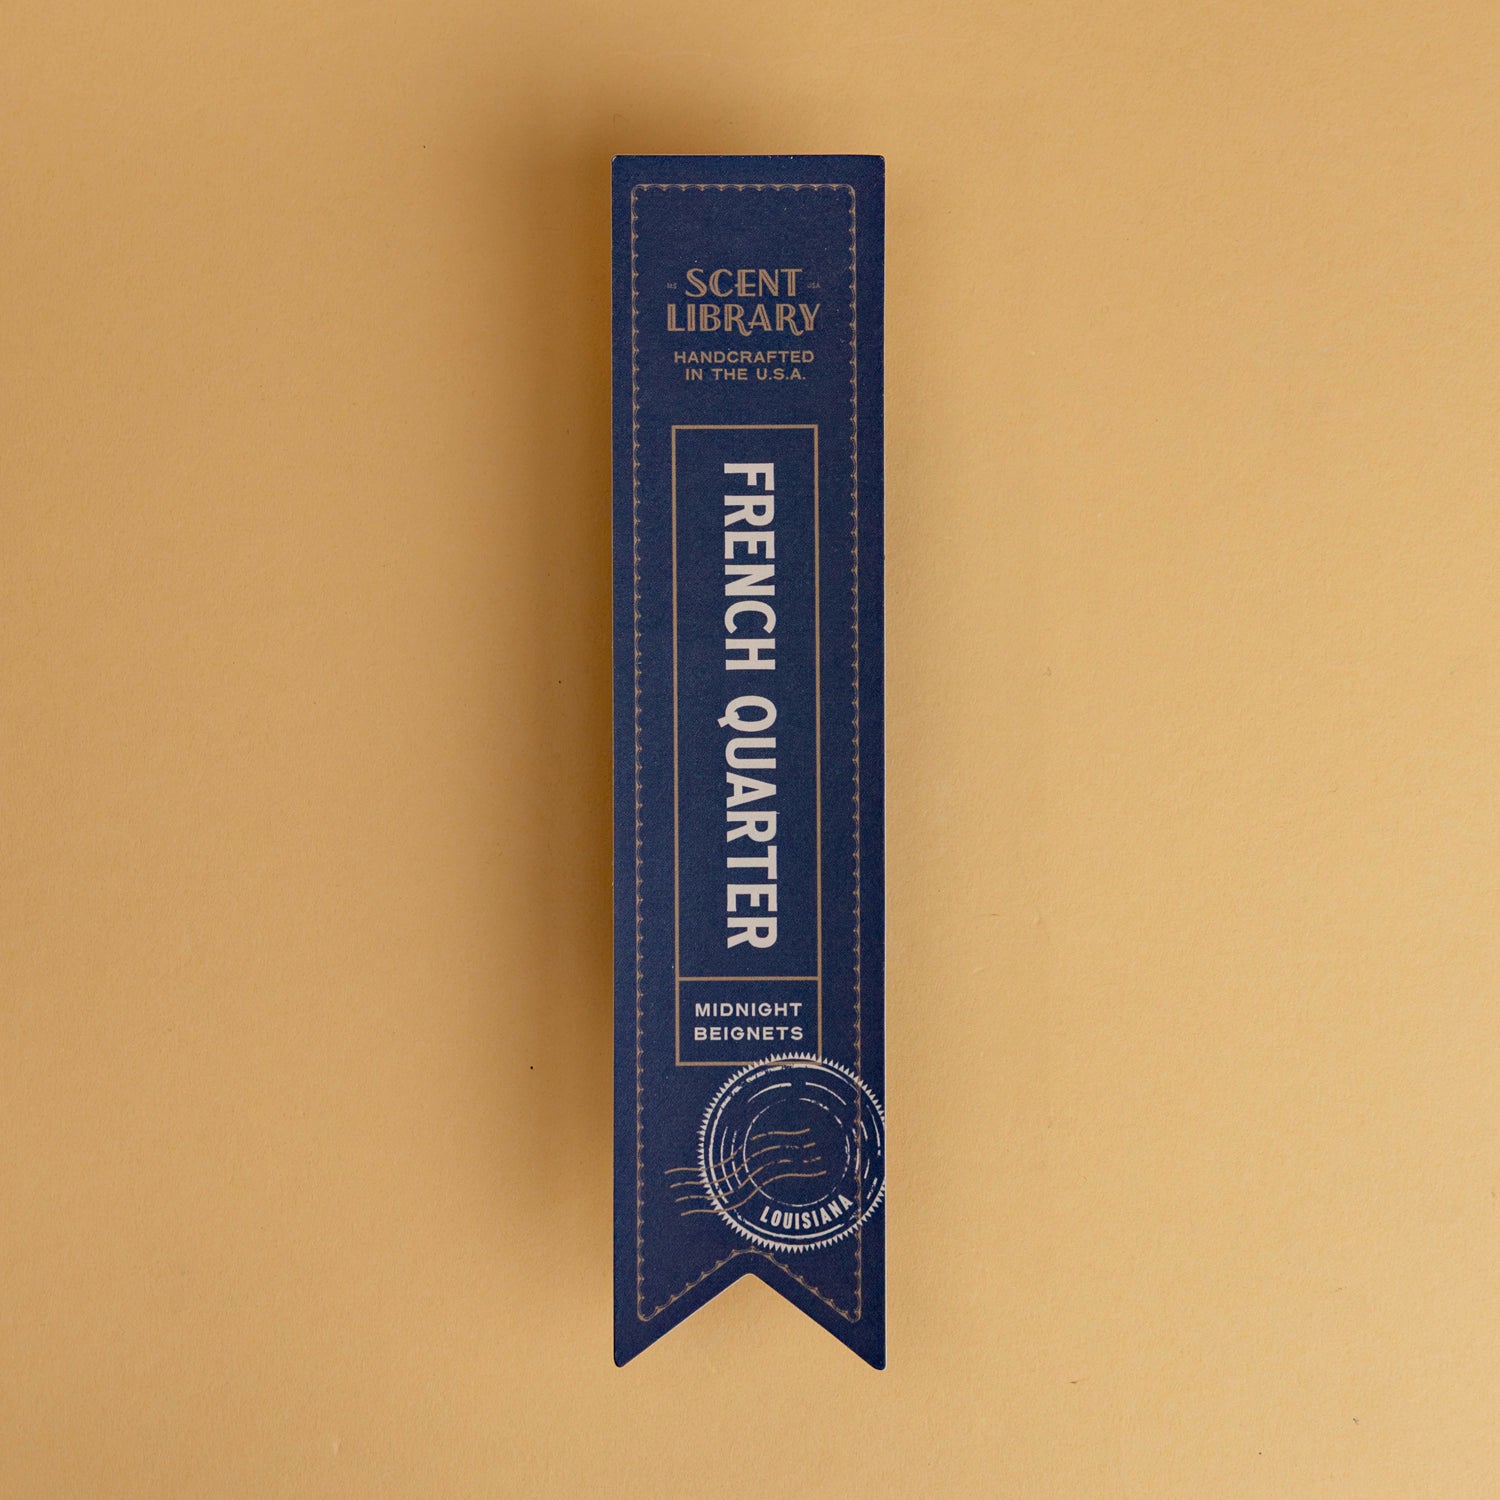 SCENT
LIBRARY
HANDCRAFTED
IN THE U.S.A.
FRENCH QUARTER
MIDNIGHT
BEIGNETS
LOUISIANA